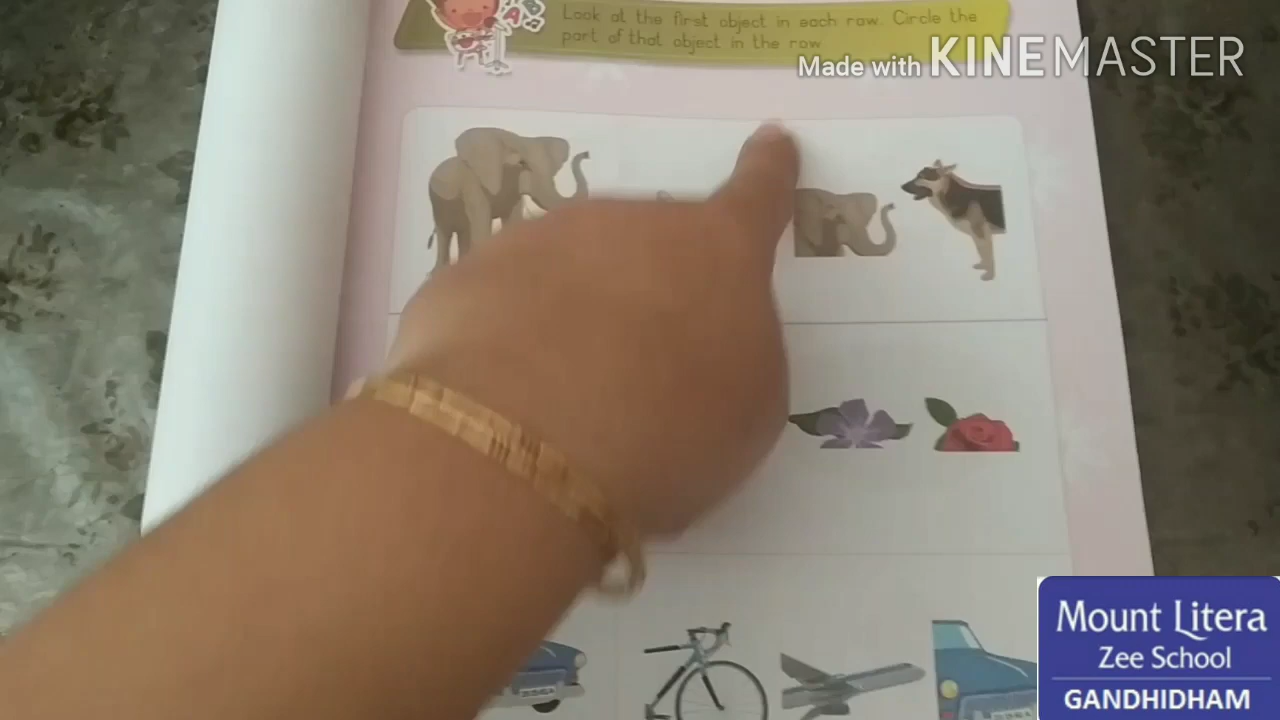 Look at the first object in each row. Circle the
part of that object in the row
Made with KINEMASTER
Mount Litera
Zee School
GANDHIDHAM